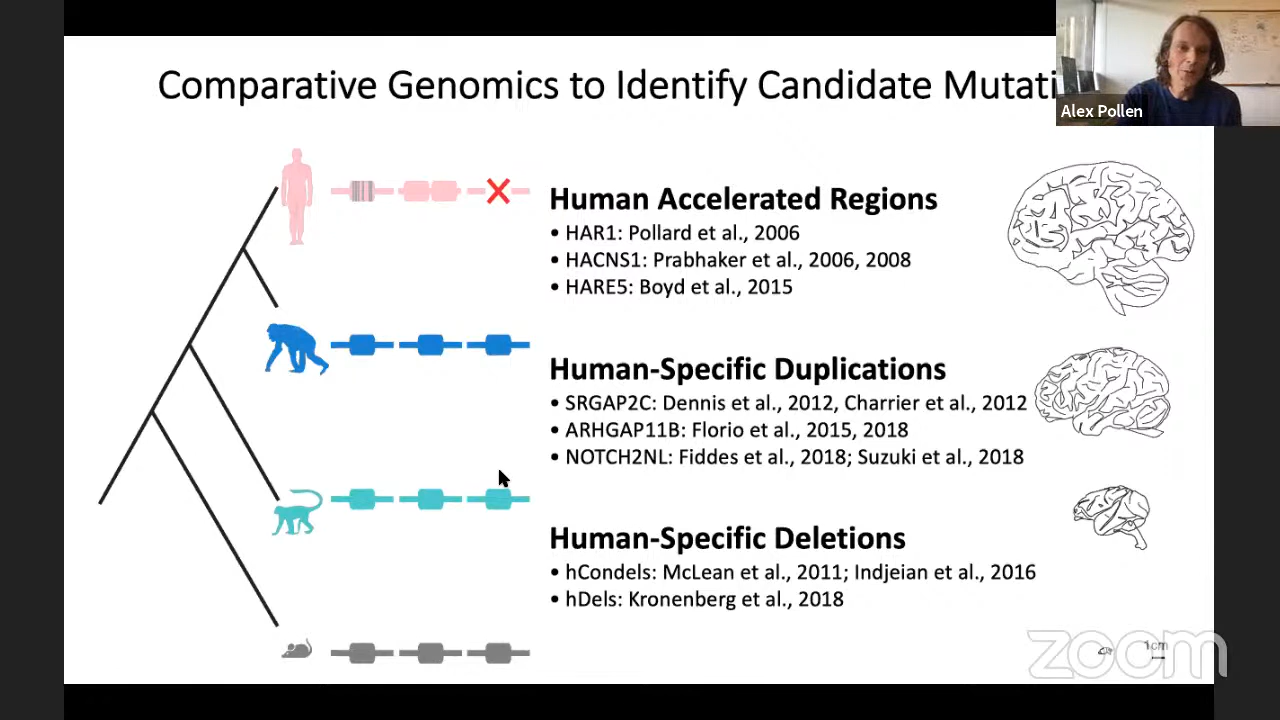 Comparative Genomics to Identify Candidate Mutati
Alex Pollen
Human Accelerated Regions
• HAR1: Pollard et al., 2006
• HACNS1: Prabhaker et al., 2006, 2008
• HARE5: Boyd et al., 2015
Human-Specific Duplications
• SRGAP2C: Dennis et al., 2012, Charrier et al., 2012
• ARHGAP11B: Florio et al., 2015, 2018
• NOTCH2NL: Fiddes et al., 2018; Suzuki et al., 2018
Human-Specific Deletions
• hCondels: McLean et al., 2011; Indjeian et al., 2016
• hDels: Kronenberg et al., 2018
1cm
zoom